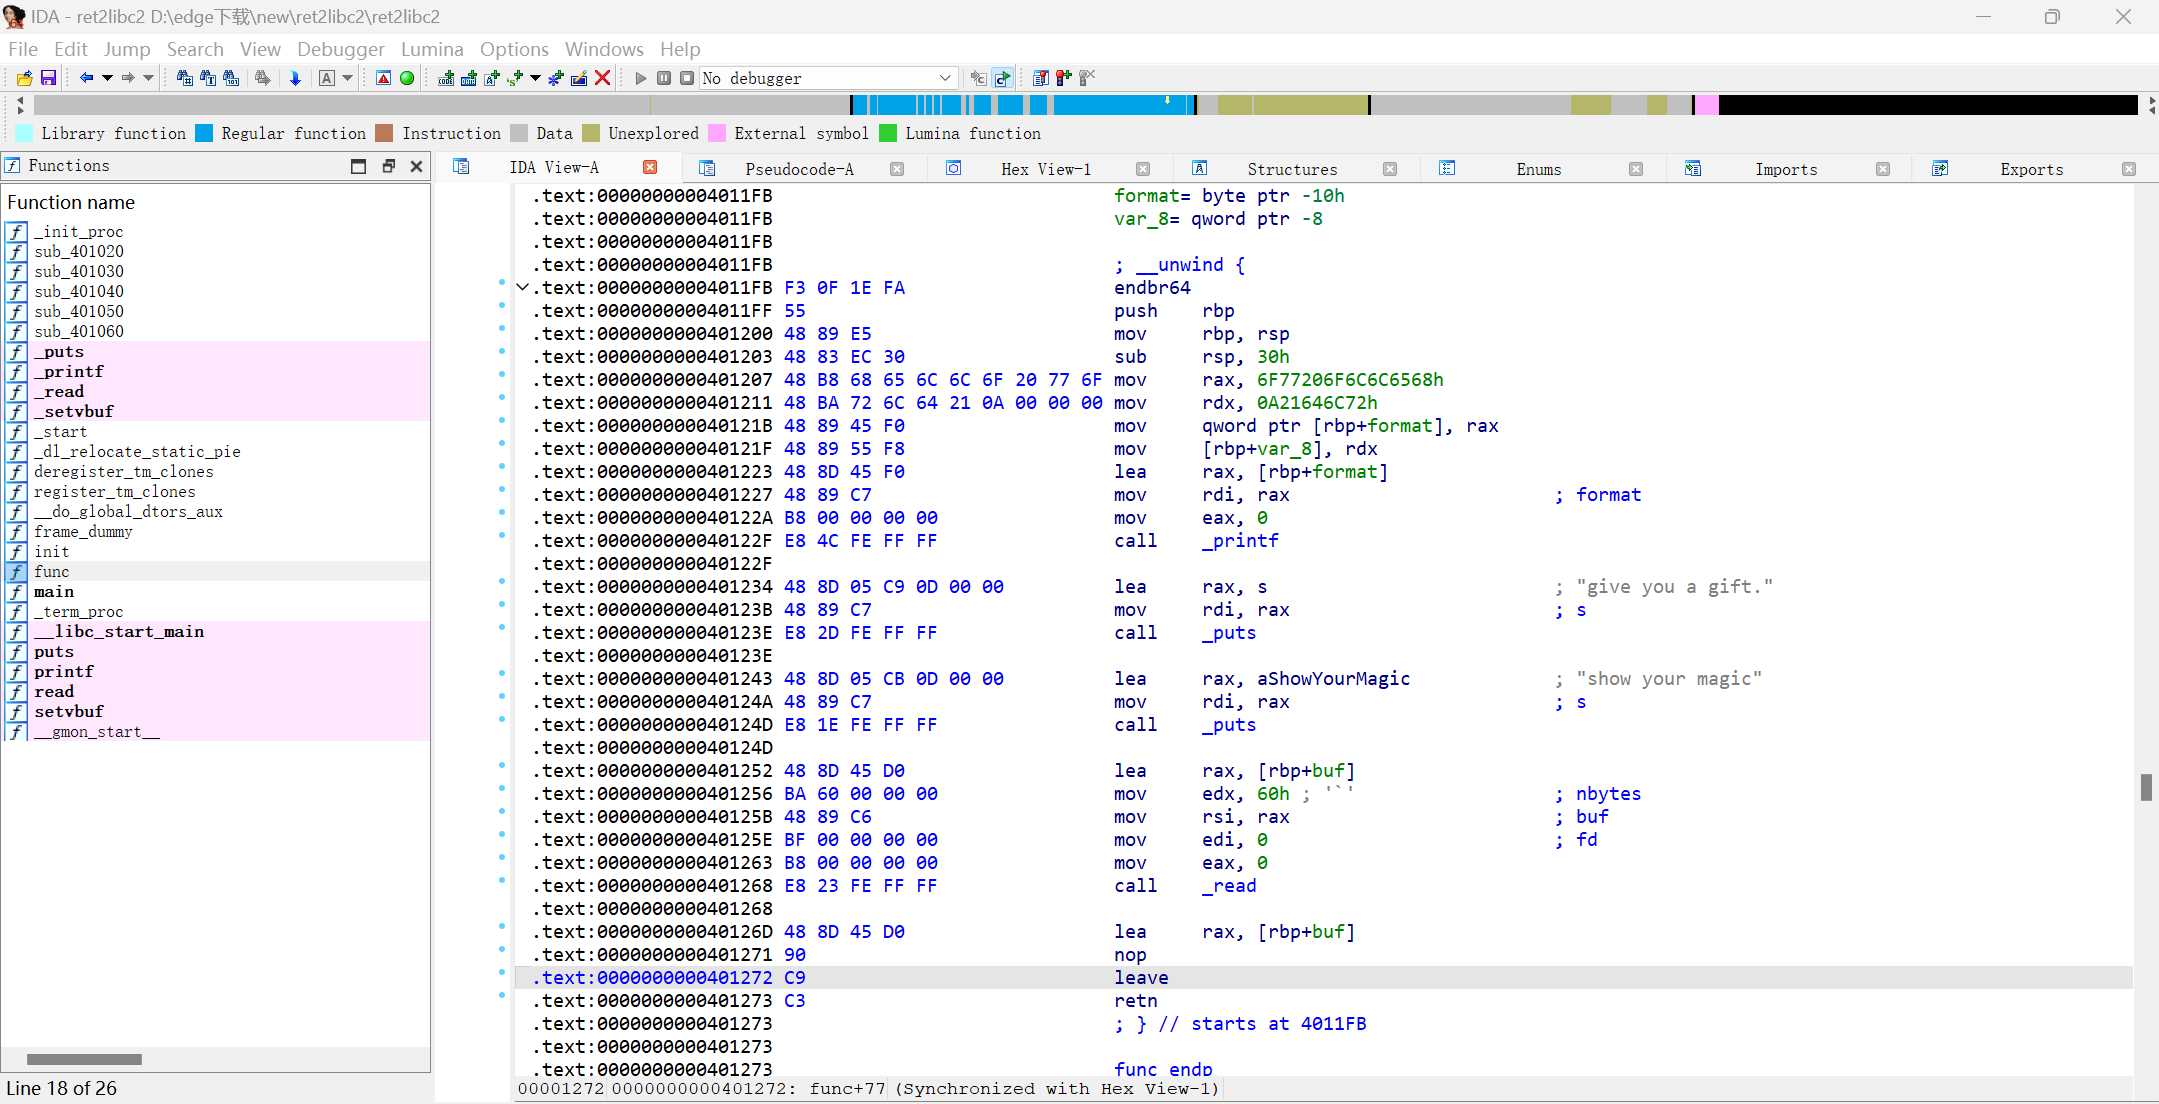 IDA - ret2libc2 D:\edge下载\new\ret2libc2\ret2libc2
File Edit Jump Search View Debugger Lumina Options Windows Help
No debugger
Library function Regular function Instruction Data Unexplored External symbol Lumina function
Functions
Function name
_init_proc
sub_401020
sub_401030
sub_401040
sub_401050
sub_401060
_puts
_printf
_read
_setvbuf
_start
_dl_relocate_static_pie
deregister_tm_clones
register_tm_clones
__do_global_dtors_aux
frame_dummy
init
func
main
_term_proc
__libc_start_main
puts
printf
read
setvbuf
__gmon_start__
Line 18 of 26
IDA View-A Pseudocode-A Hex View-1 Structures Enums Imports Exports
.text:00000000004011FB format= byte ptr -10h
.text:00000000004011FB var_8= qword ptr -8
.text:00000000004011FB
.text:00000000004011FB ; __unwind {
.text:00000000004011FB F3 0F 1E FA endbr64
.text:00000000004011FF 55 push rbp
.text:0000000000401200 48 89 E5 mov rbp, rsp
.text:0000000000401203 48 83 EC 30 sub rsp, 30h
.text:0000000000401207 48 B8 68 65 6C 6C 6F 20 77 6F mov rax, 6F77206F6C6C6568h
.text:0000000000401211 48 BA 72 6C 64 21 0A 00 00 00 mov rdx, 0A21646C72h
.text:000000000040121B 48 89 45 F0 mov qword ptr [rbp+format], rax
.text:000000000040121F 48 89 55 F8 mov [rbp+var_8], rdx
.text:0000000000401223 48 8D 45 F0 lea rax, [rbp+format]
.text:0000000000401227 48 89 C7 mov rdi, rax ; format
.text:000000000040122A B8 00 00 00 00 mov eax, 0
.text:000000000040122F E8 4C FE FF FF call _printf
.text:000000000040122F
.text:0000000000401234 48 8D 05 C9 0D 00 00 lea rax, s ; "give you a gift."
.text:000000000040123B 48 89 C7 mov rdi, rax ; s
.text:000000000040123E E8 2D FE FF FF call _puts
.text:000000000040123E
.text:0000000000401243 48 8D 05 CB 0D 00 00 lea rax, aShowYourMagic ; "show your magic"
.text:000000000040124A 48 89 C7 mov rdi, rax ; s
.text:000000000040124D E8 1E FE FF FF call _puts
.text:000000000040124D
.text:0000000000401252 48 8D 45 D0 lea rax, [rbp+buf]
.text:0000000000401256 BA 60 00 00 00 mov edx, 60h ; '`' ; nbytes
.text:000000000040125B 48 89 C6 mov rsi, rax ; buf
.text:000000000040125E BF 00 00 00 00 mov edi, 0 ; fd
.text:0000000000401263 B8 00 00 00 00 mov eax, 0
.text:0000000000401268 E8 23 FE FF FF call _read
.text:0000000000401268
.text:000000000040126D 48 8D 45 D0 lea rax, [rbp+buf]
.text:0000000000401271 90 nop
.text:0000000000401272 C9 leave
.text:0000000000401273 C3 retn
.text:0000000000401273 ; } // starts at 4011FB
.text:0000000000401273
.text:0000000000401273 func endp
00001272 0000000000401272: func+77 (Synchronized with Hex View-1)